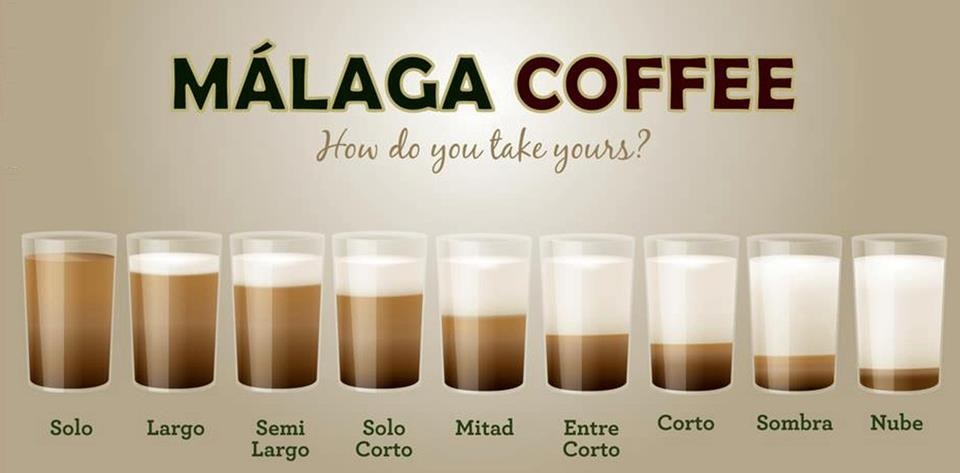 MÁLAGA COFFEE
How do you take yours?
Solo
Largo
Semi
Largo
Solo
Corto
Mitad
Entre
Corto
Corto
Sombra
Nube